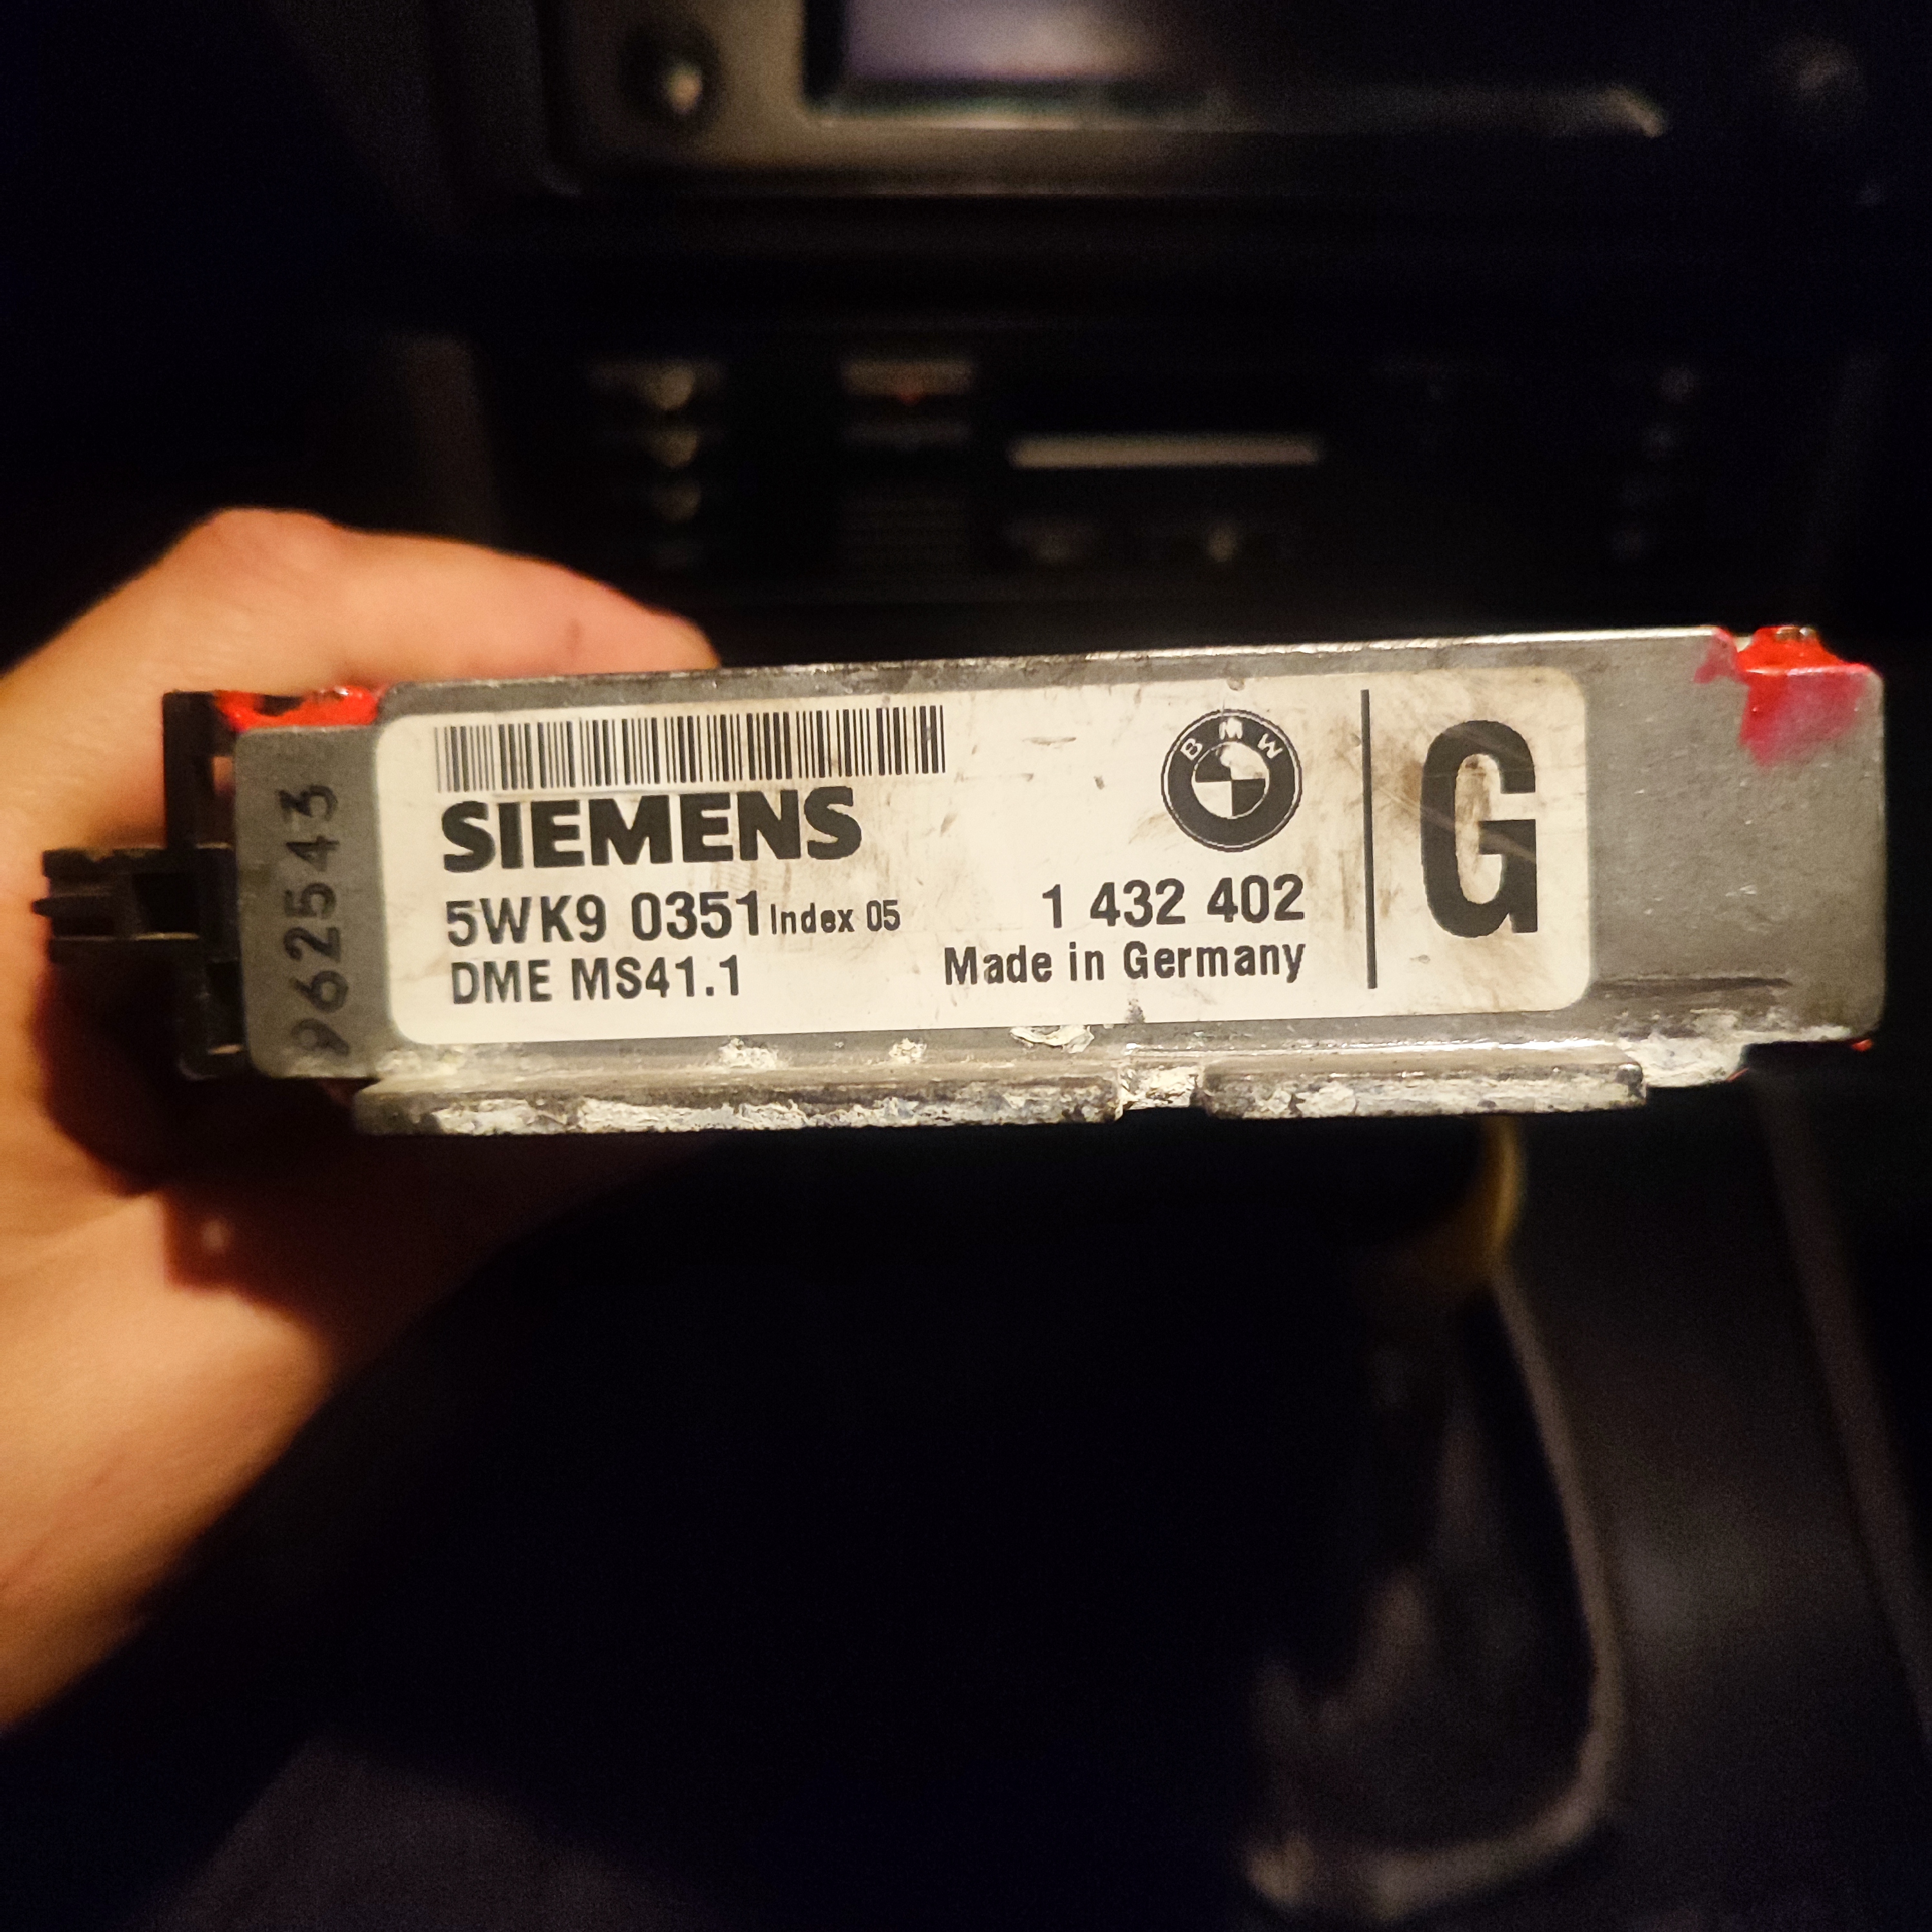 962543
SIEMENS
5WK9 0351 Index 05
DME MS41.1
BMW
1 432 402
Made in Germany
G